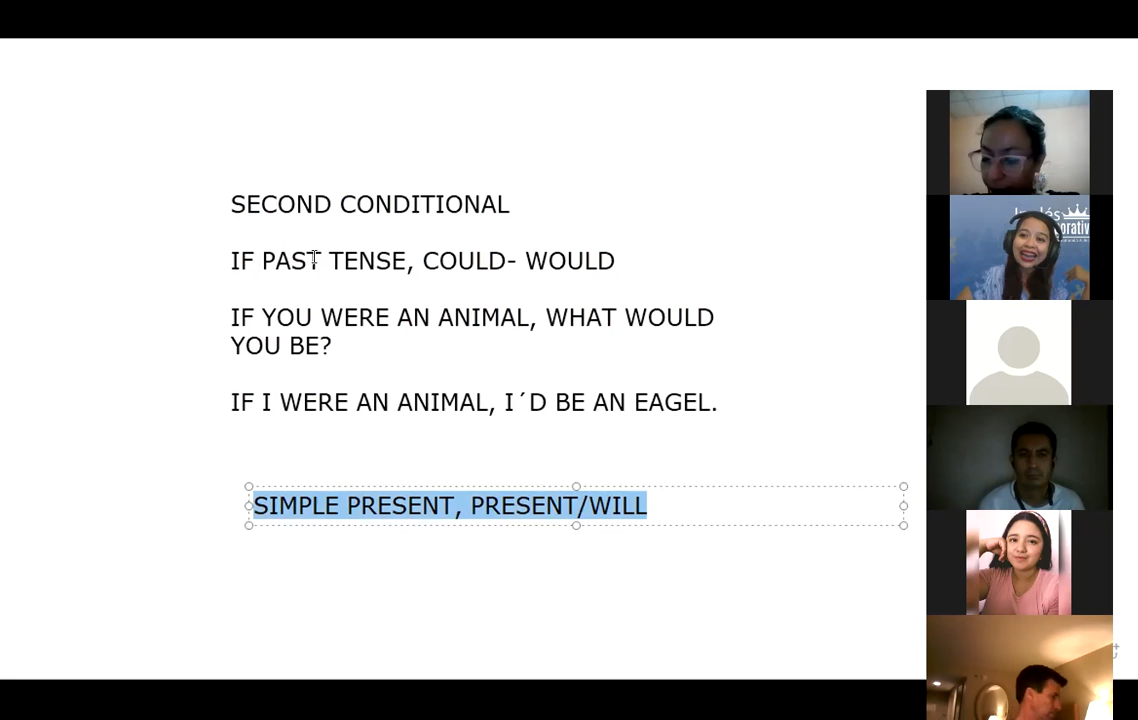 SECOND CONDITIONAL
IF PAST TENSE, COULD- WOULD
IF YOU WERE AN ANIMAL, WHAT WOULD
YOU BE?
IF I WERE AN ANIMAL, I´D BE AN EAGEL.
SIMPLE PRESENT, PRESENT/WILL